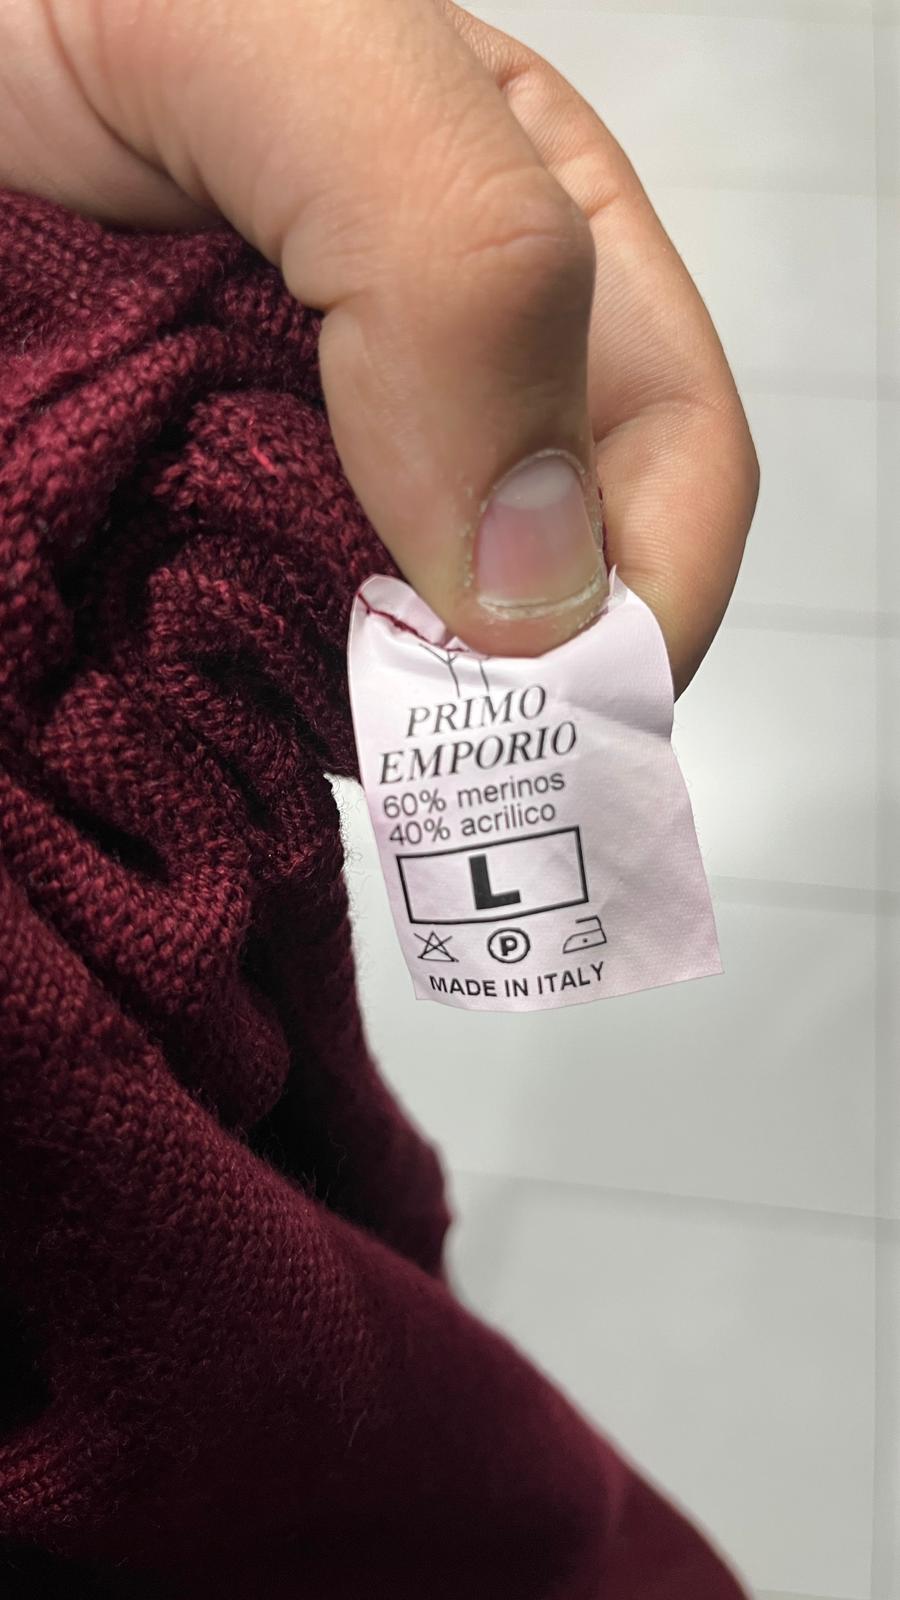 PRIMO
EMPORIO
60% merinos
40% acrilico
L
P
MADE IN ITALY